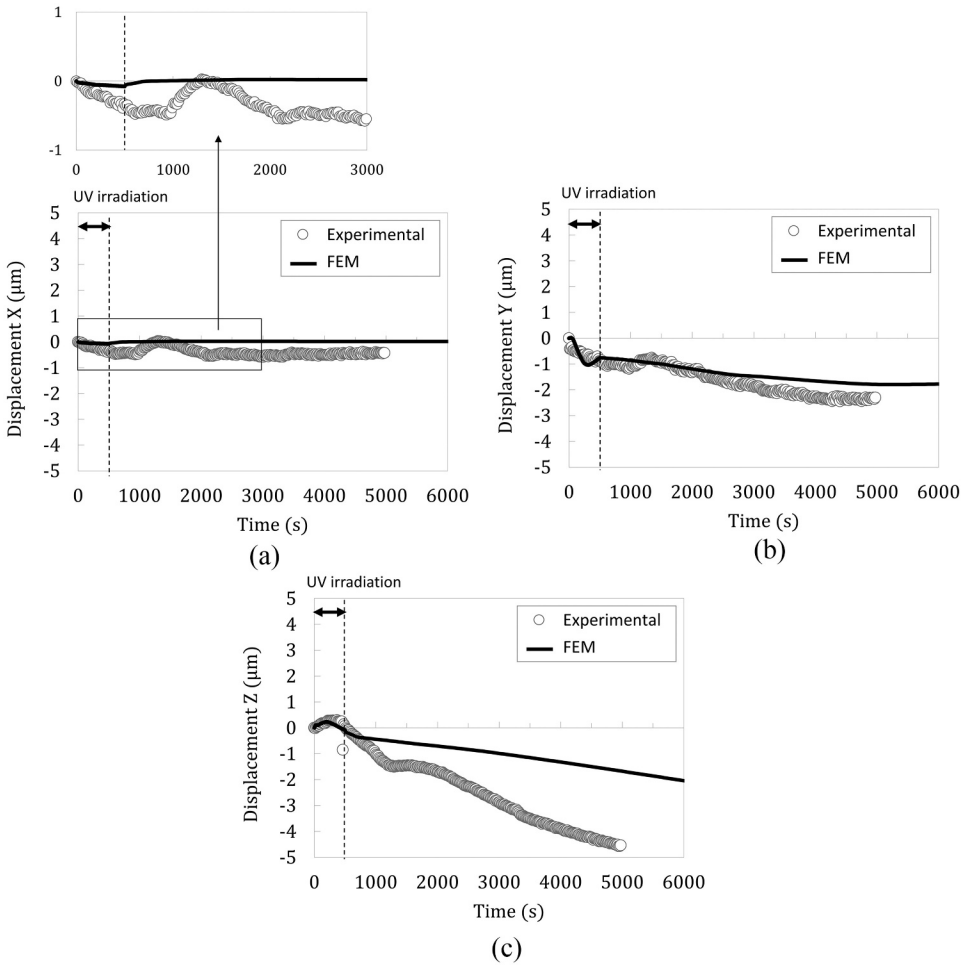 1
0
-1
0 1000 2000 3000
UV irradiation
5
4
3
2
1
0
-1
-2
-3
-4
-5
Displacement X (μm)
Experimental
FEM
0 1000 2000 3000 4000 5000 6000
Time (s)
(a)
UV irradiation
5
4
3
2
1
0
-1
-2
-3
-4
-5
Displacement Y (μm)
Experimental
FEM
0 1000 2000 3000 4000 5000 6000
Time (s)
(b)
UV irradiation
5
4
3
2
1
0
-1
-2
-3
-4
-5
Displacement Z (μm)
Experimental
FEM
0 1000 2000 3000 4000 5000 6000
Time (s)
(c)